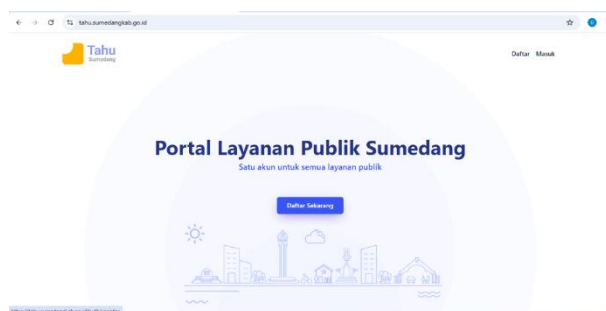 tahu.sumedangkab.go.id
Tahu
Sumedang
Daftar Masuk
Portal Layanan Publik Sumedang
Satu akun untuk semua layanan publik
Daftar Sekarang